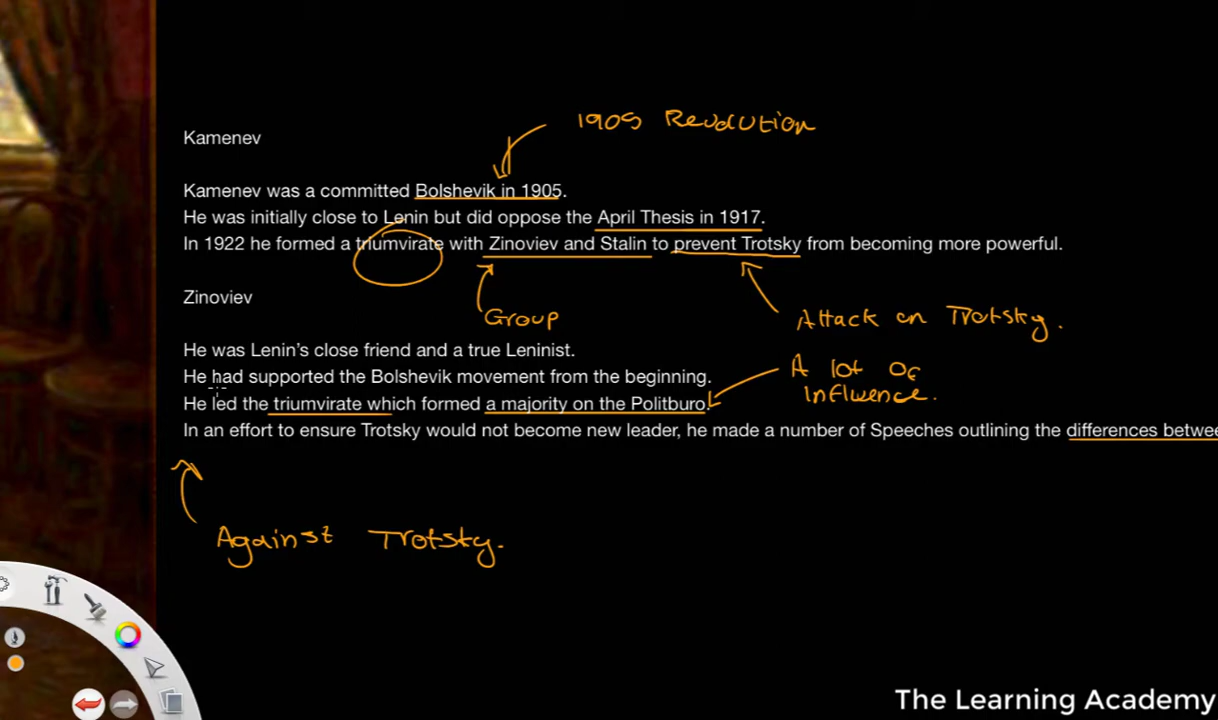 1905 Revolution
Kamenev
Kamenev was a committed Bolshevik in 1905.
He was initially close to Lenin but did oppose the April Thesis in 1917.
In 1922 he formed a triumvirate with Zinoviev and Stalin to prevent Trotsky from becoming more powerful.
Zinoviev
Group
Attack on Trotsky.
He was Lenin's close friend and a true Leninist.
He had supported the Bolshevik movement from the beginning.
A lot of
influence.
He led the triumvirate which formed a majority on the Politburo.
In an effort to ensure Trotsky would not become new leader, he made a number of Speeches outlining the differences betwee
Against Trotsky.
The Learning Academy